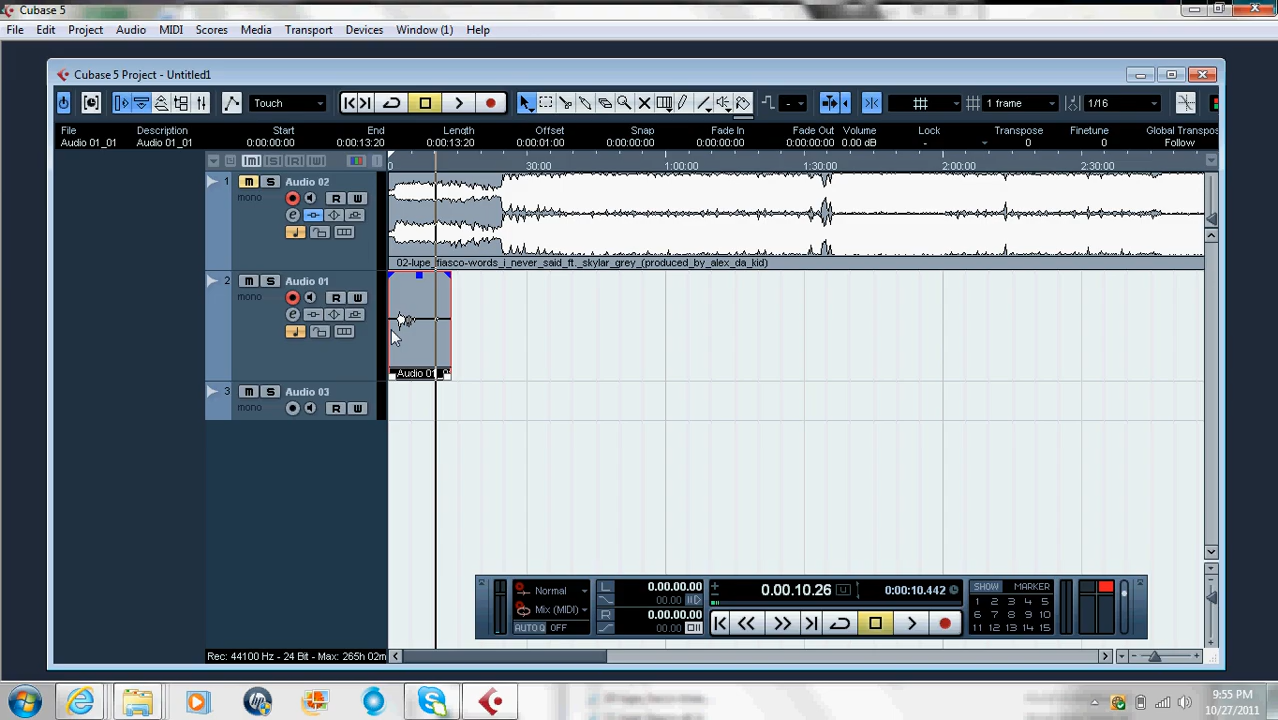 Cubase 5
File Edit Project Audio MIDI Scores Media Transport Devices Window (1) Help
Cubase 5 Project - Untitled1
Touch - 1 frame 1/16
File Description Start End Length Offset Snap Fade In Fade Out Volume Lock Transpose Finetune Global Transpo
Audio 01_01 Audio 01_01 0:00:00:00 0:00:13:20 0:00:13:20 0:00:01:00 0:00:00:00 0:00:00:00 0:00:00:00 0.00 dB - 0 0 Follow
[M] [S] [R] [W] 0 30:00 1:00:00 1:30:00 2:00:00 2:30:00
1 m S Audio 02
mono R W
e
02-lupe_fiasco-words_i_never_said_ft._skylar_grey_(produced_by_alex_da_kid)
2 m S Audio 01
mono R W
e
Audio 01_0
3 m S Audio 03
mono R W
Normal L 0.00.00.00 0.00.10.26 0:00:10.442 SHOW MARKER
00.00
Mix (MIDI) 1 2 3 4 5
R 0.00.00.00 6 7 8 9 10
AUTO Q OFF 00.00 11 12 13 14 15
Rec: 44100 Hz - 24 Bit - Max: 265h 02m
9:55 PM
10/27/2011